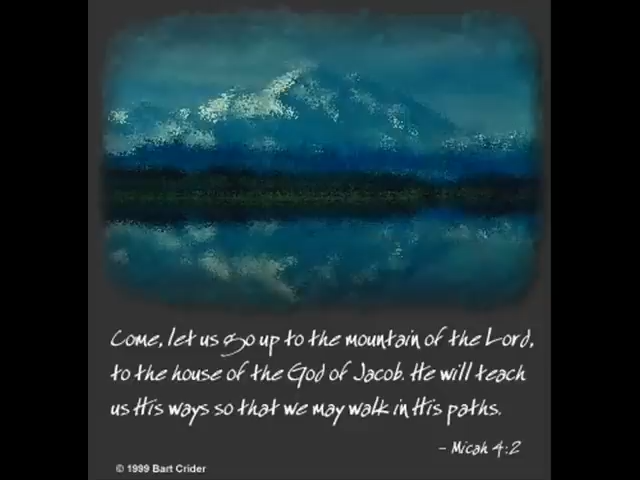 Come, let us go up to the mountain of the Lord,
to the house of the God of Jacob. He will teach
us His ways so that we may walk in His paths.
- Micah 4:2
© 1999 Bart Crider